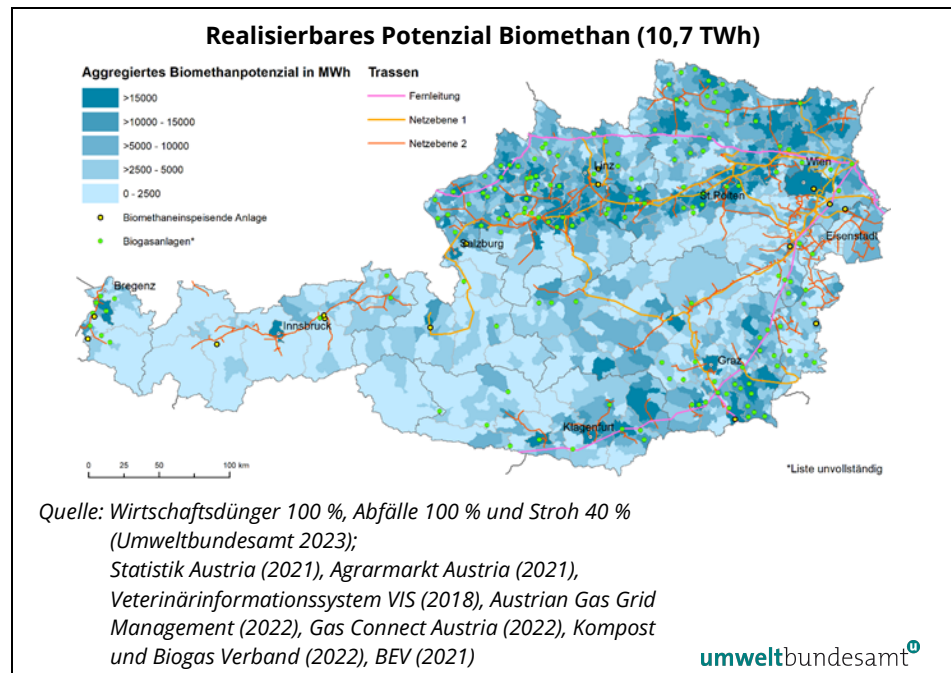 Realisierbares Potenzial Biomethan (10,7 TWh)
Aggregiertes Biomethanpotenzial in MWh
>15000
>10000 - 15000
>5000 - 10000
>2500 - 5000
0 - 2500
Biomethaneinspeisende Anlage
Biogasanlagen*
Trassen
Fernleitung
Netzebene 1
Netzebene 2
Linz
Wien
St.Pölten
Eisenstadt
Salzburg
Bregenz
Innsbruck
Graz
Klagenfurt
0 25 50 100 km
*Liste unvollständig
Quelle: Wirtschaftsdünger 100 %, Abfälle 100 % und Stroh 40 %
(Umweltbundesamt 2023);
Statistik Austria (2021), Agrarmarkt Austria (2021),
Veterinärinformationssystem VIS (2018), Austrian Gas Grid
Management (2022), Gas Connect Austria (2022), Kompost
und Biogas Verband (2022), BEV (2021)
umweltbundesamt